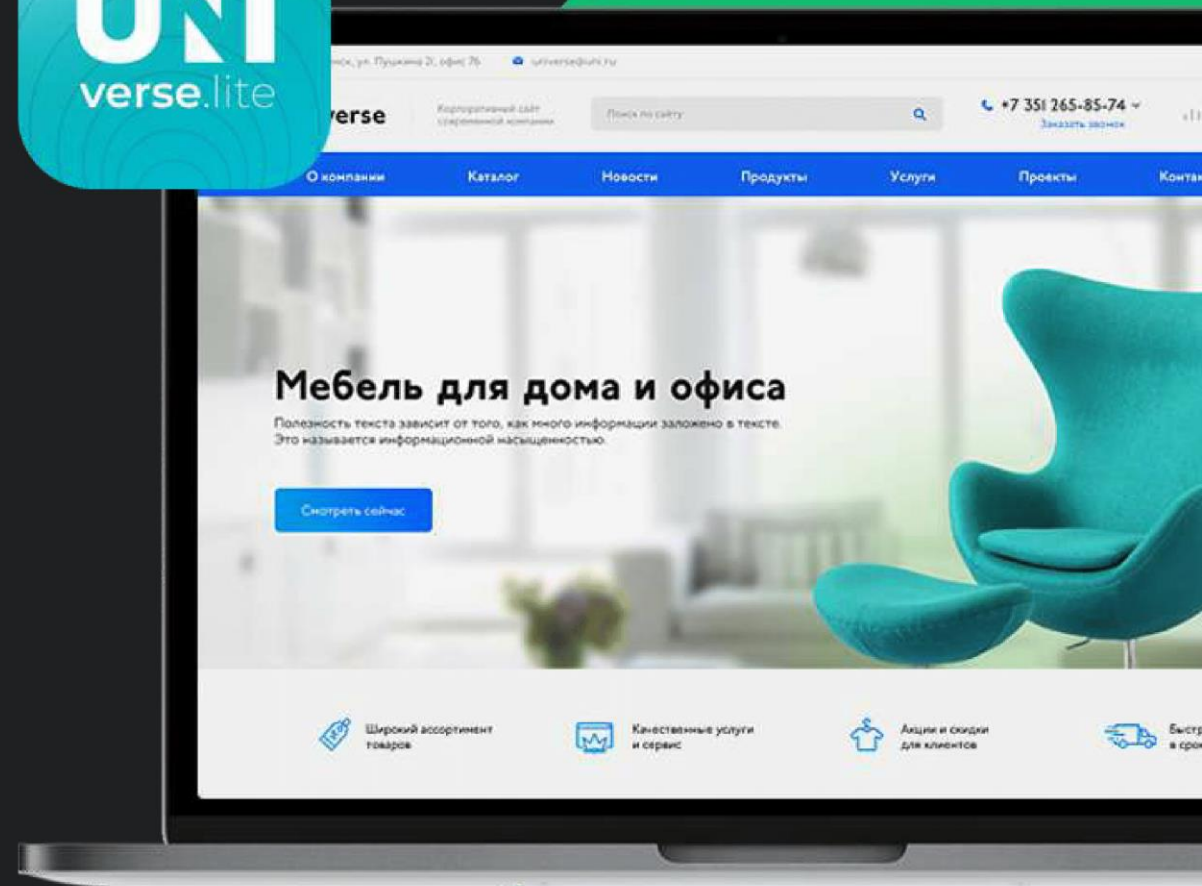 UNI
verse.lite
ул. Пушкина 21, офис 76
universe@uni.ru
verse
Корпоративный сайт
современной компании
Поиск по сайту
+7 351 265-85-74
Заказать звонок
О компании
Каталог
Новости
Продукты
Услуги
Проекты
Контак
Мебель для дома и офиса
Полезность текста зависит от того, как много информации заложено в тексте.
Это называется информационной насыщенностью.
Смотреть сейчас
Широкий ассортимент
товаров
Качественные услуги
и сервис
Акции и скидки
для клиентов
Быстр
в срок